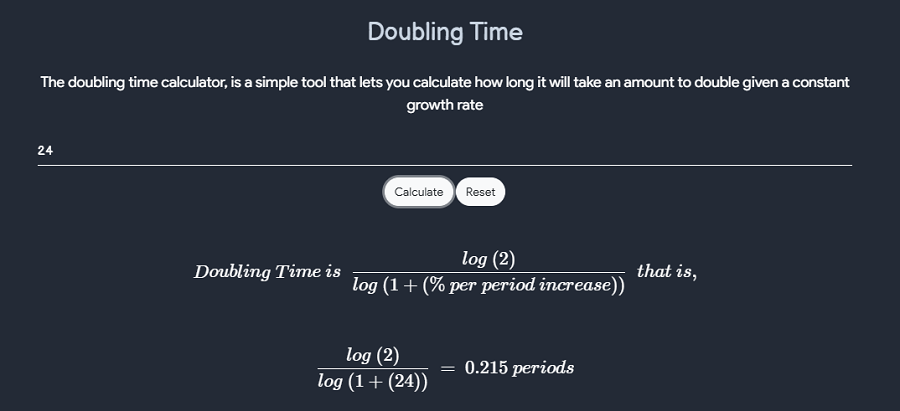 Doubling Time
The doubling time calculator, is a simple tool that lets you calculate how long it will take an amount to double given a constant
growth rate
24
Calculate Reset
Doubling Time is log (2) / log (1 + (% per period increase)) that is,
log (2) / log (1 + (24)) = 0.215 periods